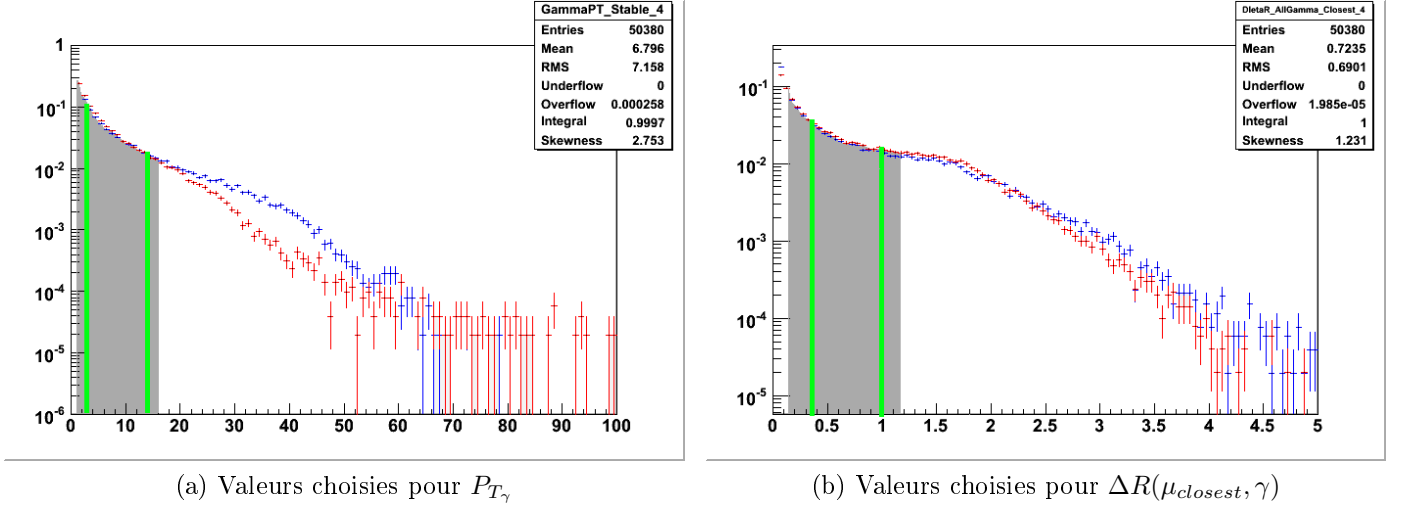 GammaPT_Stable_4
Entries 50380
Mean 6.796
RMS 7.158
Underflow 0
Overflow 0.000258
Integral 0.9997
Skewness 2.753
1
10^-1
10^-2
10^-3
10^-4
10^-5
10^-6
0 10 20 30 40 50 60 70 80 90 100
(a) Valeurs choisies pour P_{T_γ}
DletaR_AllGamma_Closest_4
Entries 50380
Mean 0.7235
RMS 0.6901
Underflow 0
Overflow 1.985e-05
Integral 1
Skewness 1.231
10^-1
10^-2
10^-3
10^-4
10^-5
0 0.5 1 1.5 2 2.5 3 3.5 4 4.5 5
(b) Valeurs choisies pour ΔR(μ_{closest}, γ)